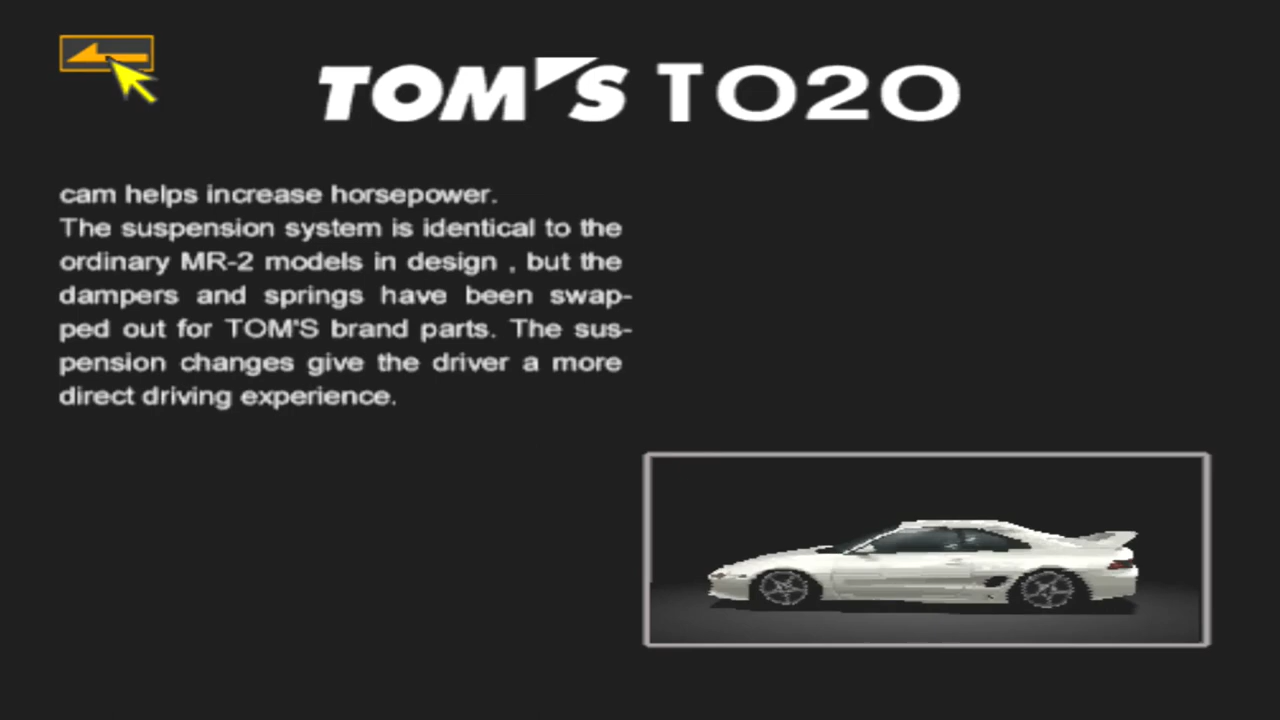 TOM'S T020
cam helps increase horsepower.
The suspension system is identical to the
ordinary MR-2 models in design , but the
dampers and springs have been swap-
ped out for TOM'S brand parts. The sus-
pension changes give the driver a more
direct driving experience.